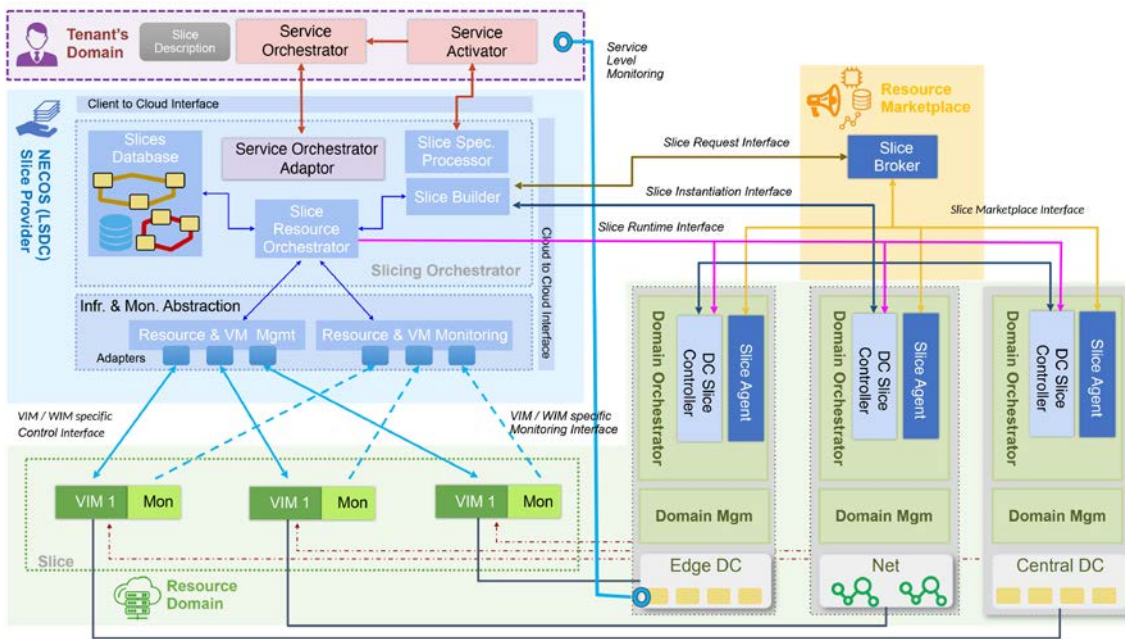 Tenant's
Domain
Slice
Description
Service
Orchestrator
Service
Activator
Service
Level
Monitoring
Resource
Marketplace
Slice
Broker
NECOS (LSDC)
Slice Provider
Client to Cloud Interface
Slices
Database
Service Orchestrator
Adaptor
Slice Spec.
Processor
Slice Builder
Slice
Resource
Orchestrator
Slicing Orchestrator
Cloud to Cloud Interface
Slice Request Interface
Slice Instantiation Interface
Slice Marketplace Interface
Slice Runtime Interface
Infr. & Mon. Abstraction
Resource & VM Mgmt
Resource & VM Monitoring
Adapters
VIM / WIM specific
Control Interface
VIM / WIM specific
Monitoring Interface
Domain Orchestrator
DC Slice
Controller
Slice Agent
Domain Orchestrator
DC Slice
Controller
Slice Agent
Domain Orchestrator
DC Slice
Controller
Slice Agent
VIM 1
Mon
VIM 1
Mon
VIM 1
Mon
Slice
Resource
Domain
Domain Mgm
Domain Mgm
Domain Mgm
Edge DC
Net
Central DC